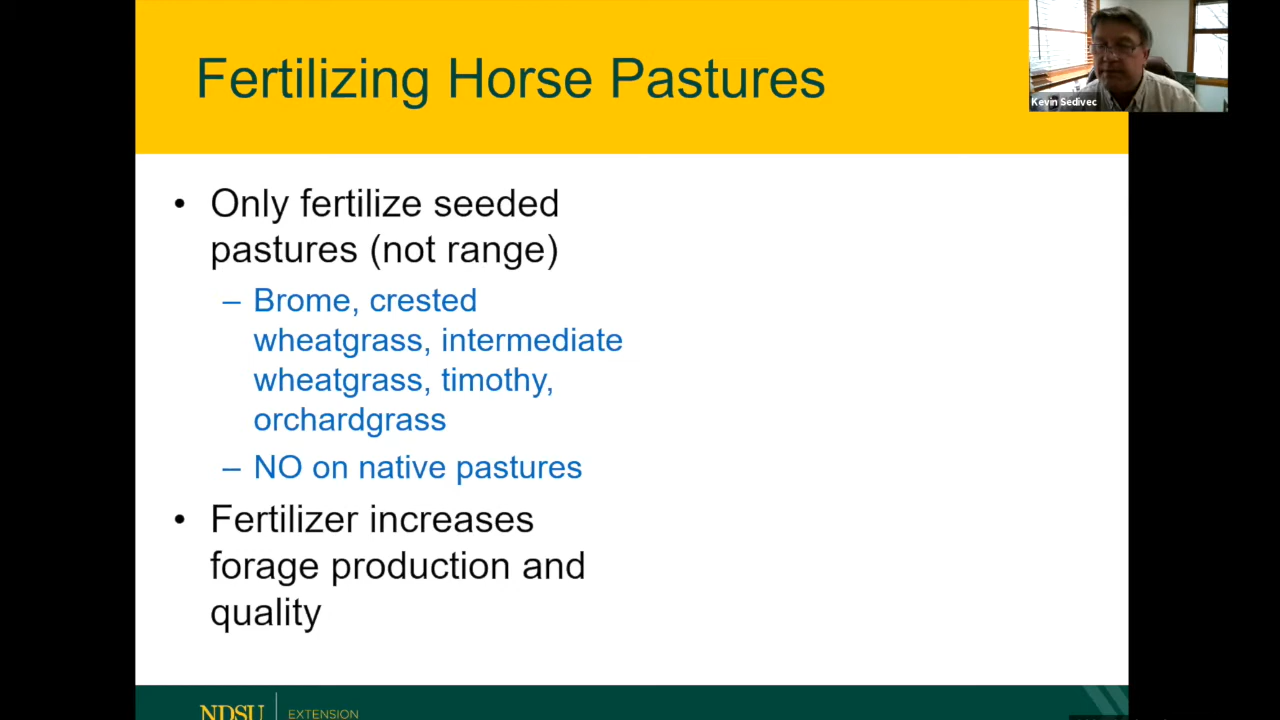 Fertilizing Horse Pastures
Kevin Sedivec
• Only fertilize seeded
pastures (not range)
– Brome, crested
wheatgrass, intermediate
wheatgrass, timothy,
orchardgrass
– NO on native pastures
• Fertilizer increases
forage production and
quality
NDSU EXTENSION